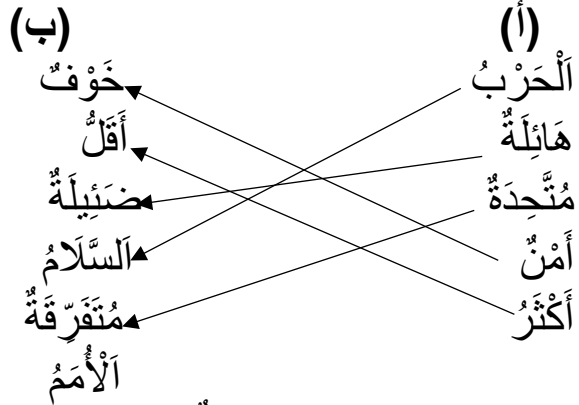 (أ) (ب)
اَلْحَرْبُ خَوْفٌ
هَائِلَةٌ أَقَلُّ
مُتَّحِدَةٌ ضَئِيلَةٌ
أَمْنٌ اَلسَّلَامُ
أَكْثَرُ مُتَفَرِّقَةٌ
اَلْأُمَمُ